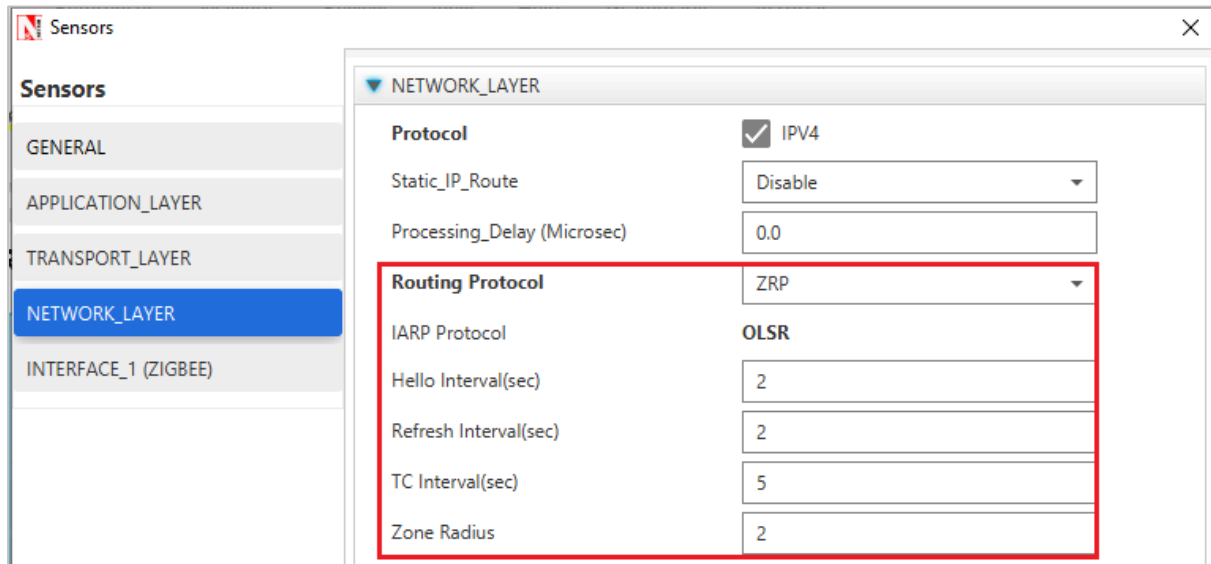 Sensors
Sensors
GENERAL
APPLICATION_LAYER
TRANSPORT_LAYER
NETWORK_LAYER
INTERFACE_1 (ZIGBEE)
NETWORK_LAYER
Protocol IPV4
Static_IP_Route Disable
Processing_Delay (Microsec) 0.0
Routing Protocol ZRP
IARP Protocol OLSR
Hello Interval(sec) 2
Refresh Interval(sec) 2
TC Interval(sec) 5
Zone Radius 2